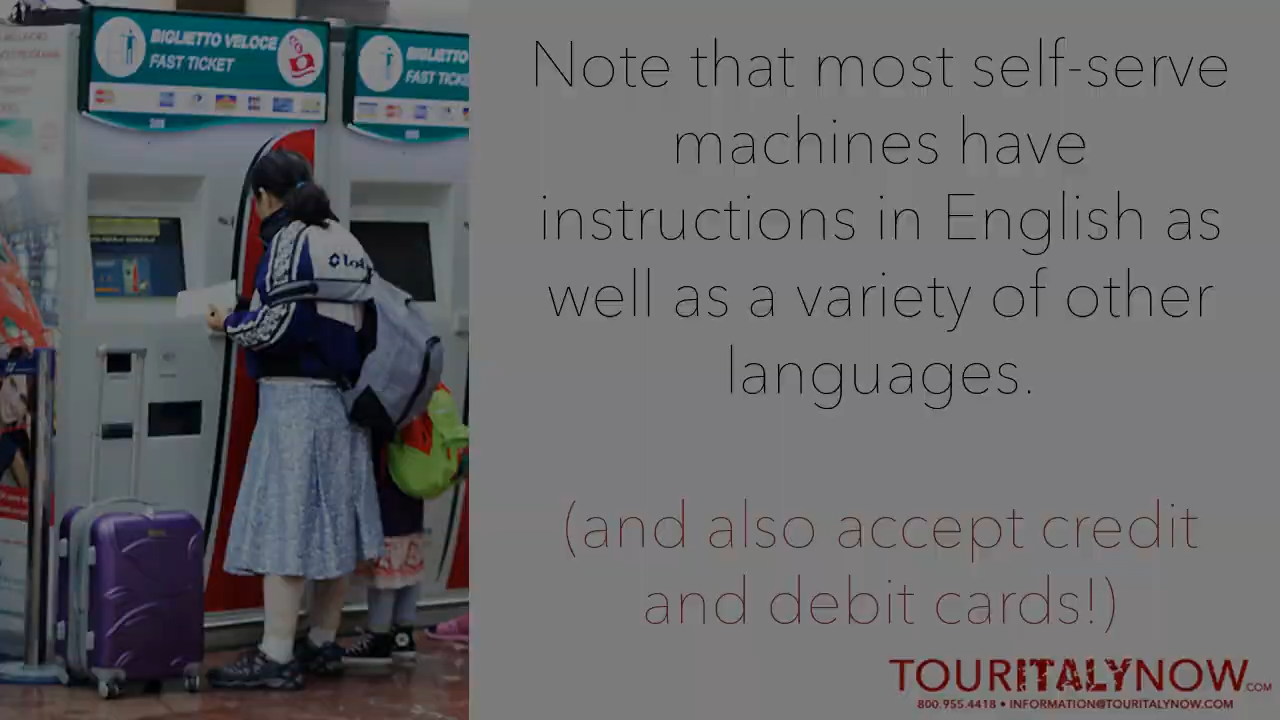 BIGLIETTO VELOCE
FAST TICKET
BIGLIETTO
FAST TICKE
Note that most self-serve
machines have
instructions in English as
well as a variety of other
languages.
(and also accept credit
and debit cards!)
TOURITALYNOW.COM
800.955.4418 • INFORMATION@TOURITALYNOW.COM